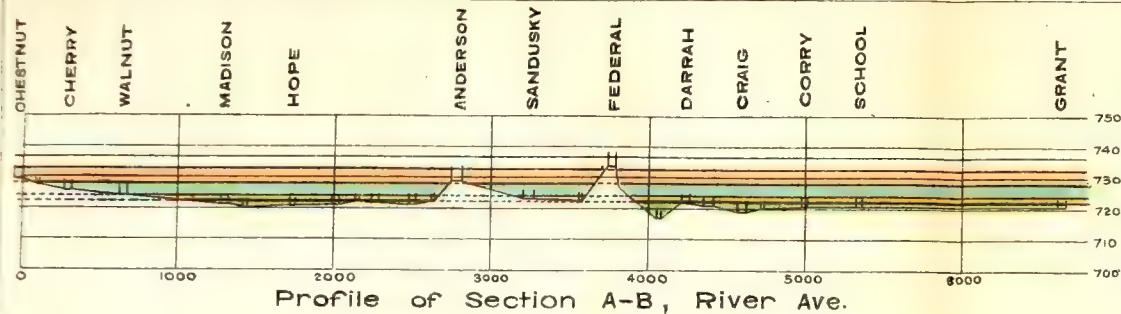 CHESTNUT
CHERRY
WALNUT
MADISON
HOPE
ANDERSON
SANDUSKY
FEDERAL
DARRAH
CRAIG
CORRY
SCHOOL
GRANT
750
740
730
720
710
700
0 1000 2000 3000 4000 5000 6000
Profile of Section A-B, River Ave.